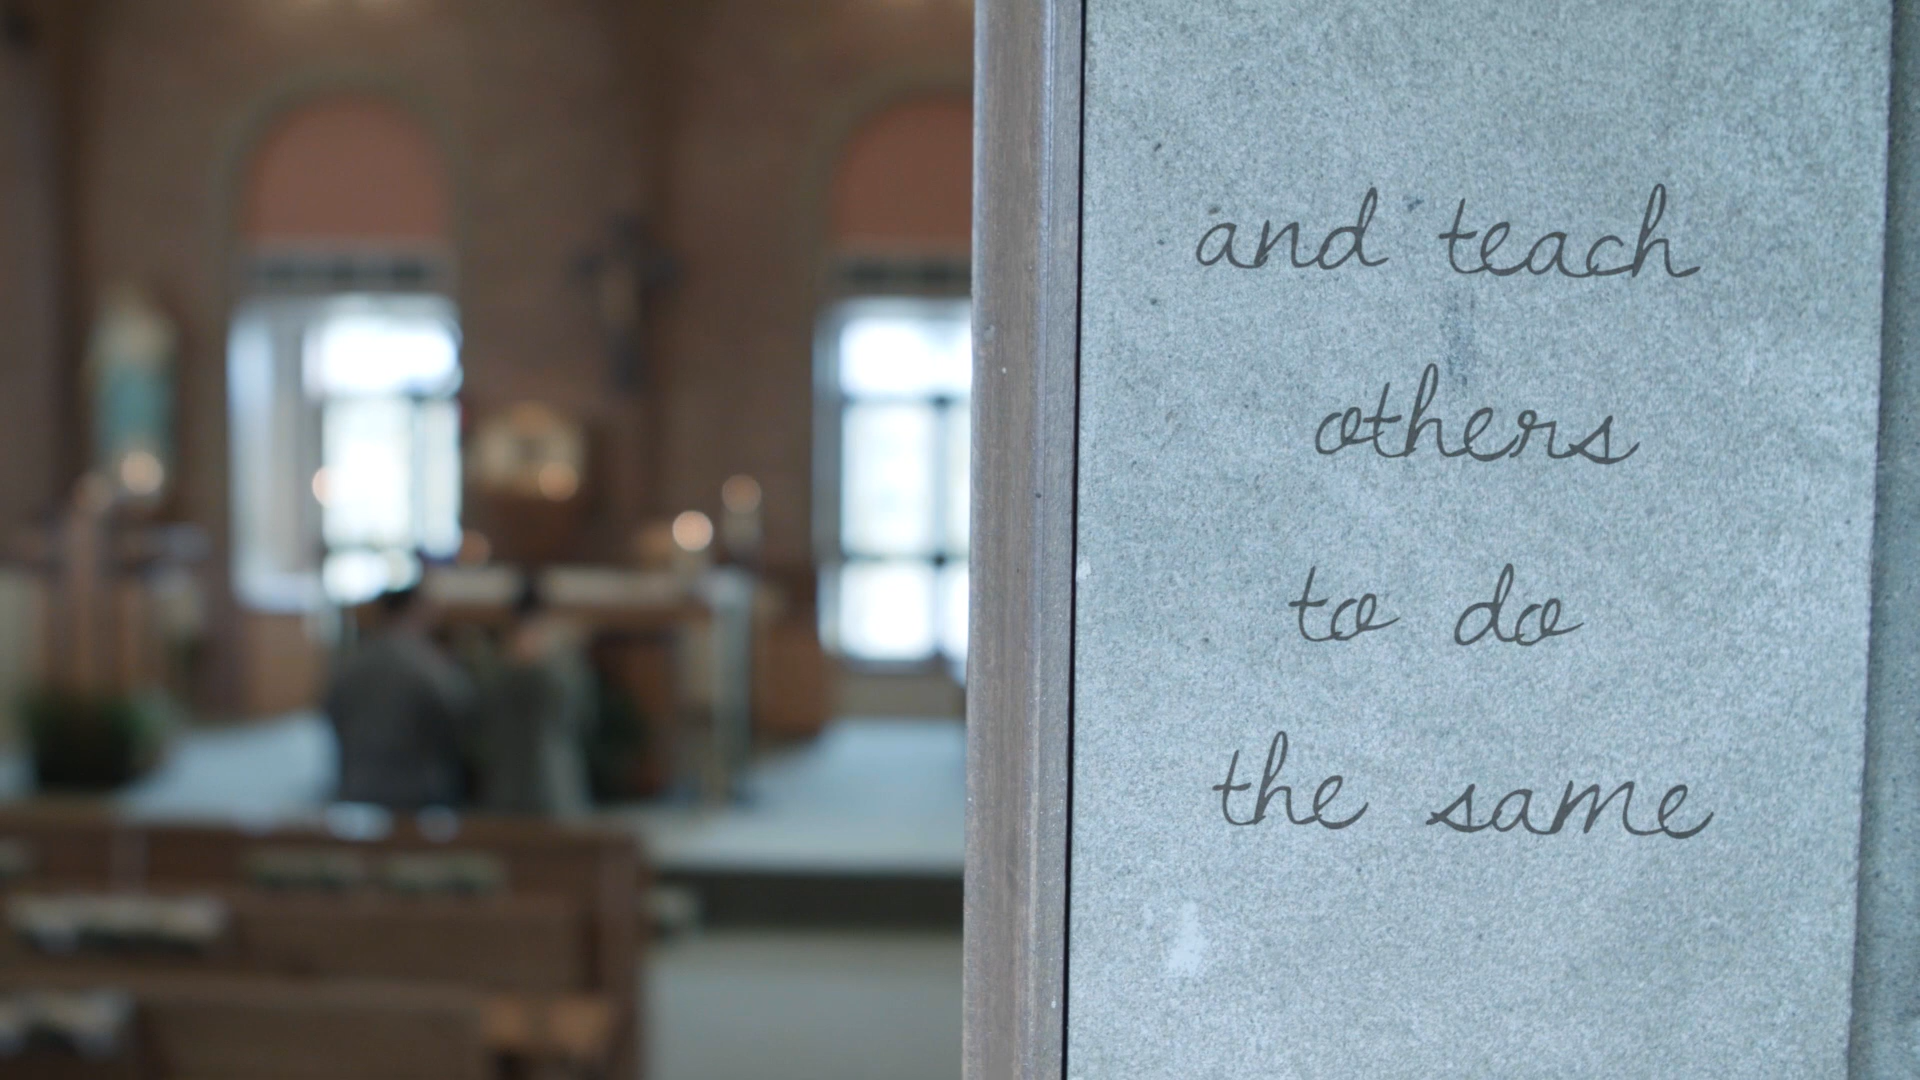 and teach
others
to do
the same